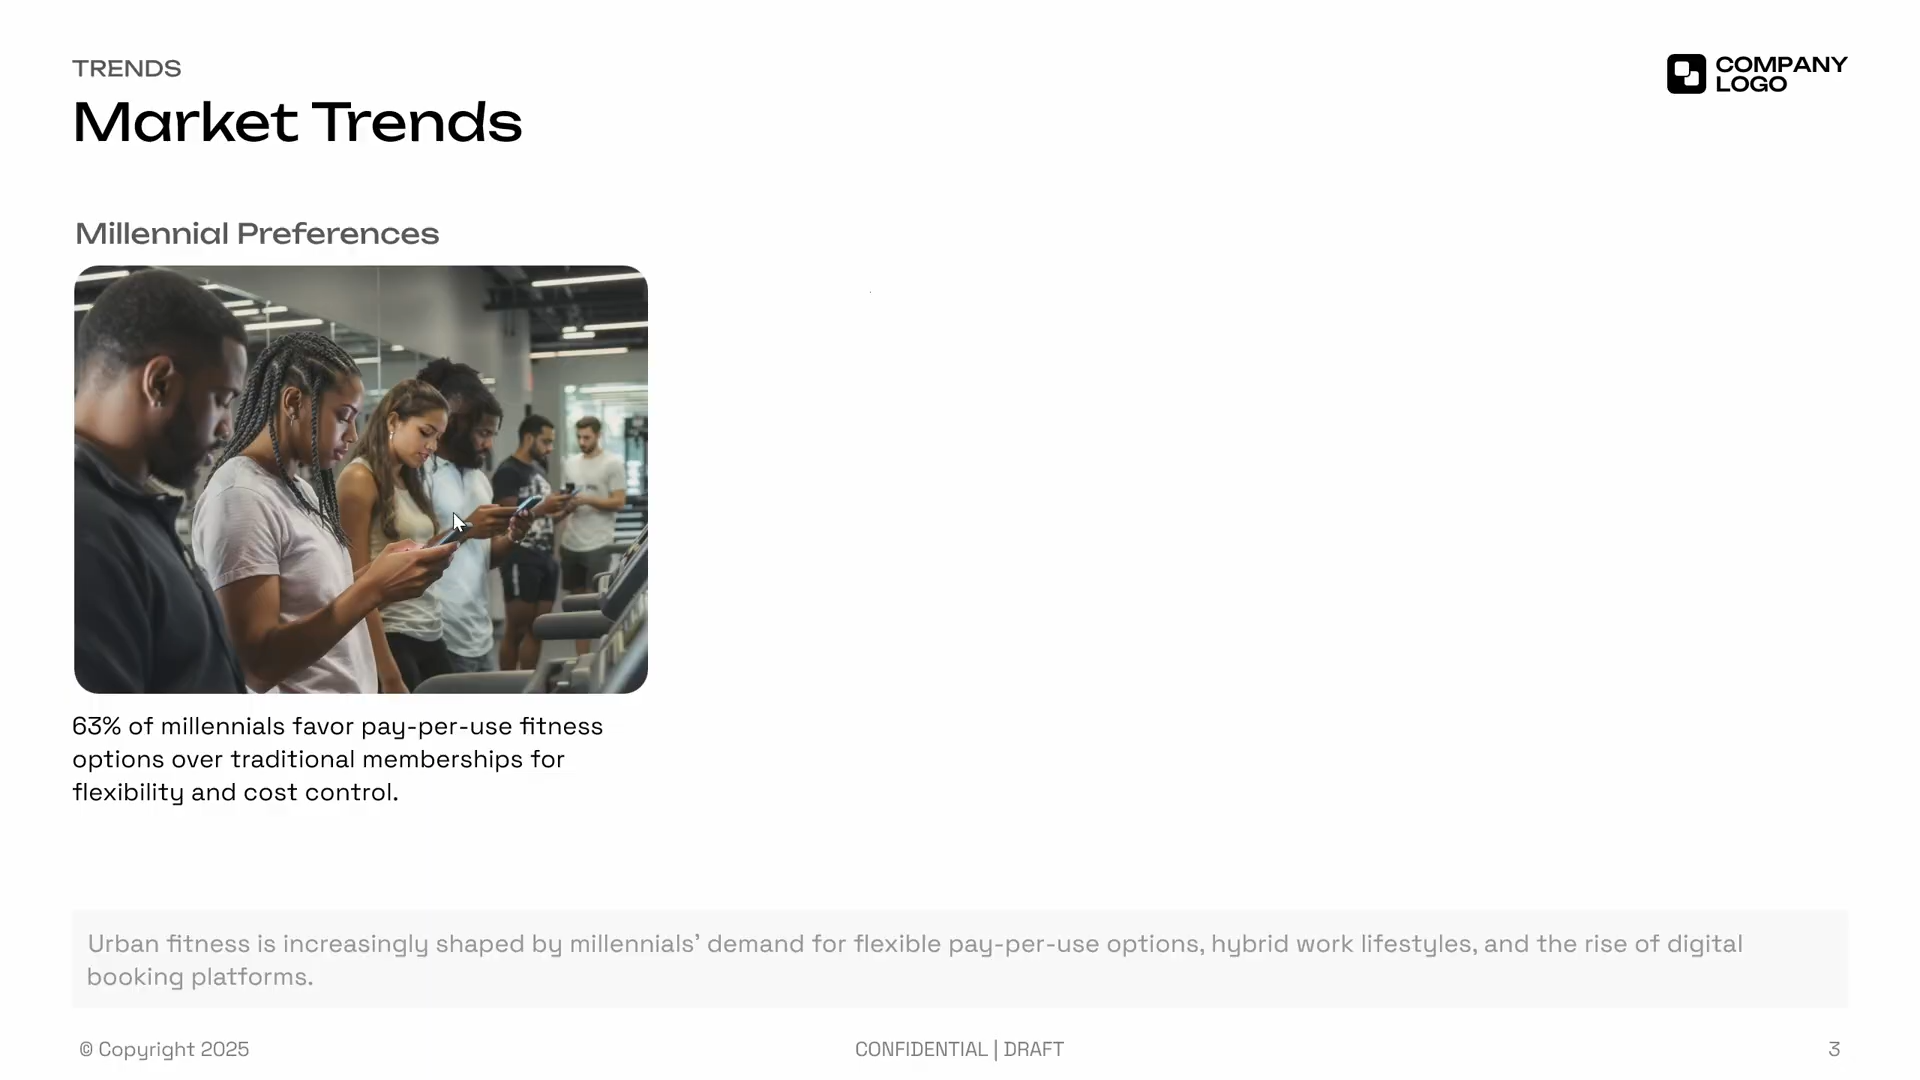 TRENDS
Market Trends
COMPANY
LOGO
Millennial Preferences
63% of millennials favor pay-per-use fitness
options over traditional memberships for
flexibility and cost control.
Urban fitness is increasingly shaped by millennials’ demand for flexible pay-per-use options, hybrid work lifestyles, and the rise of digital
booking platforms.
© Copyright 2025
CONFIDENTIAL | DRAFT
3